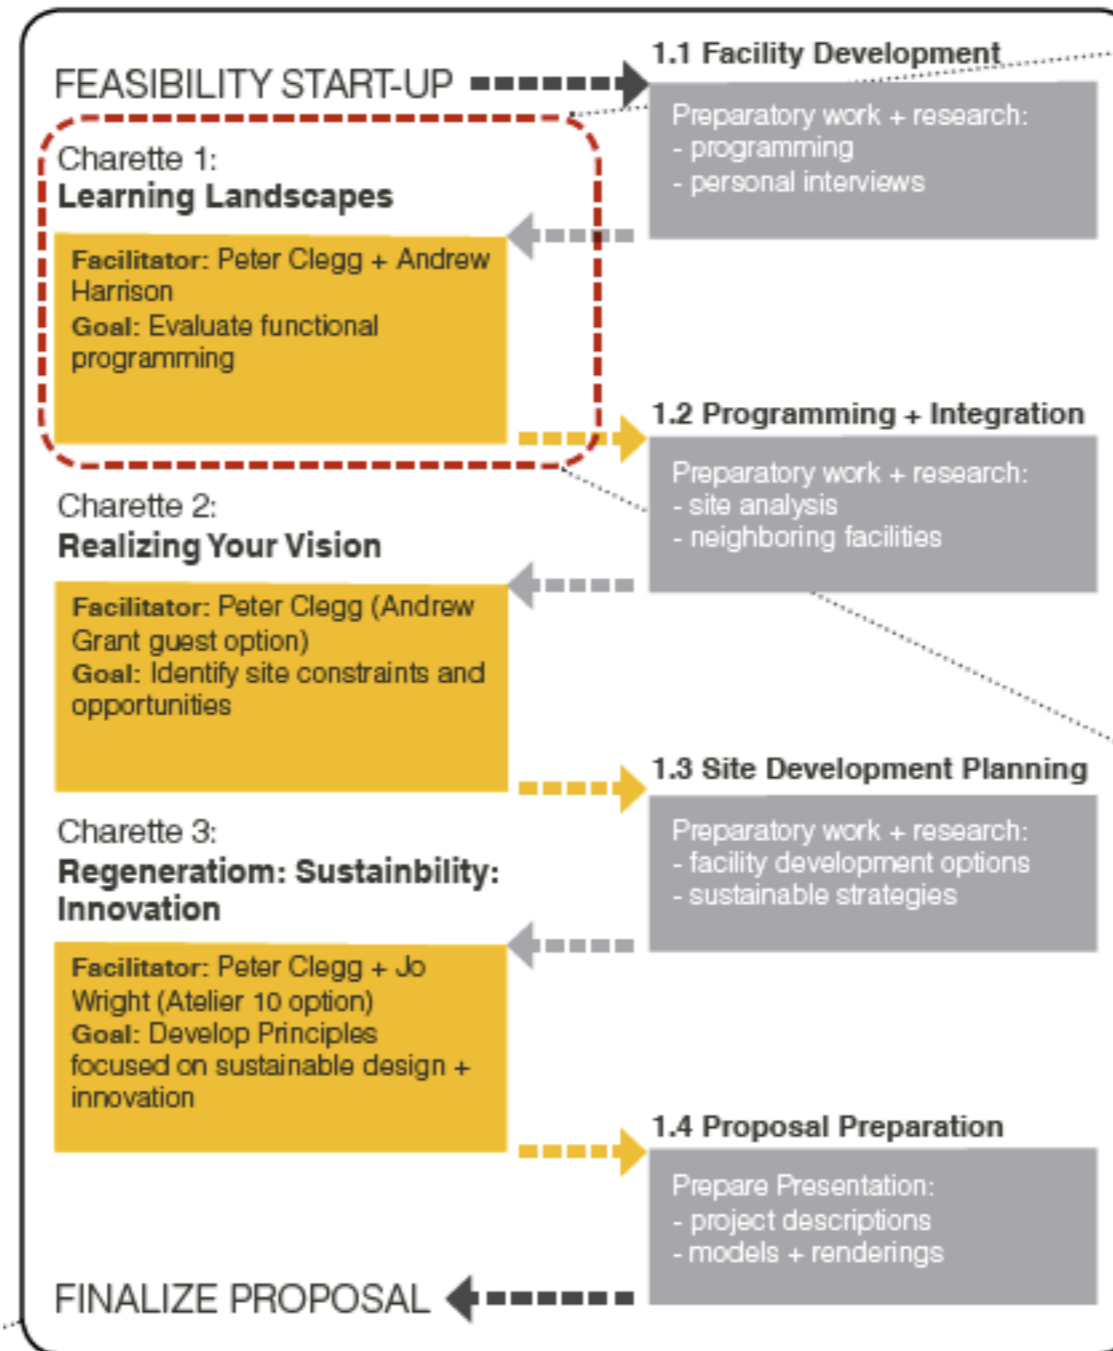 FEASIBILITY START-UP
1.1 Facility Development
Preparatory work + research:
- programming
- personal interviews
Charette 1:
Learning Landscapes
Facilitator: Peter Clegg + Andrew
Harrison
Goal: Evaluate functional
programming
1.2 Programming + Integration
Preparatory work + research:
- site analysis
- neighboring facilities
Charette 2:
Realizing Your Vision
Facilitator: Peter Clegg (Andrew
Grant guest option)
Goal: Identify site constraints and
opportunities
1.3 Site Development Planning
Preparatory work + research:
- facility development options
- sustainable strategies
Charette 3:
Regeneratiom: Sustainbility:
Innovation
Facilitator: Peter Clegg + Jo
Wright (Atelier 10 option)
Goal: Develop Principles
focused on sustainable design +
innovation
1.4 Proposal Preparation
Prepare Presentation:
- project descriptions
- models + renderings
FINALIZE PROPOSAL